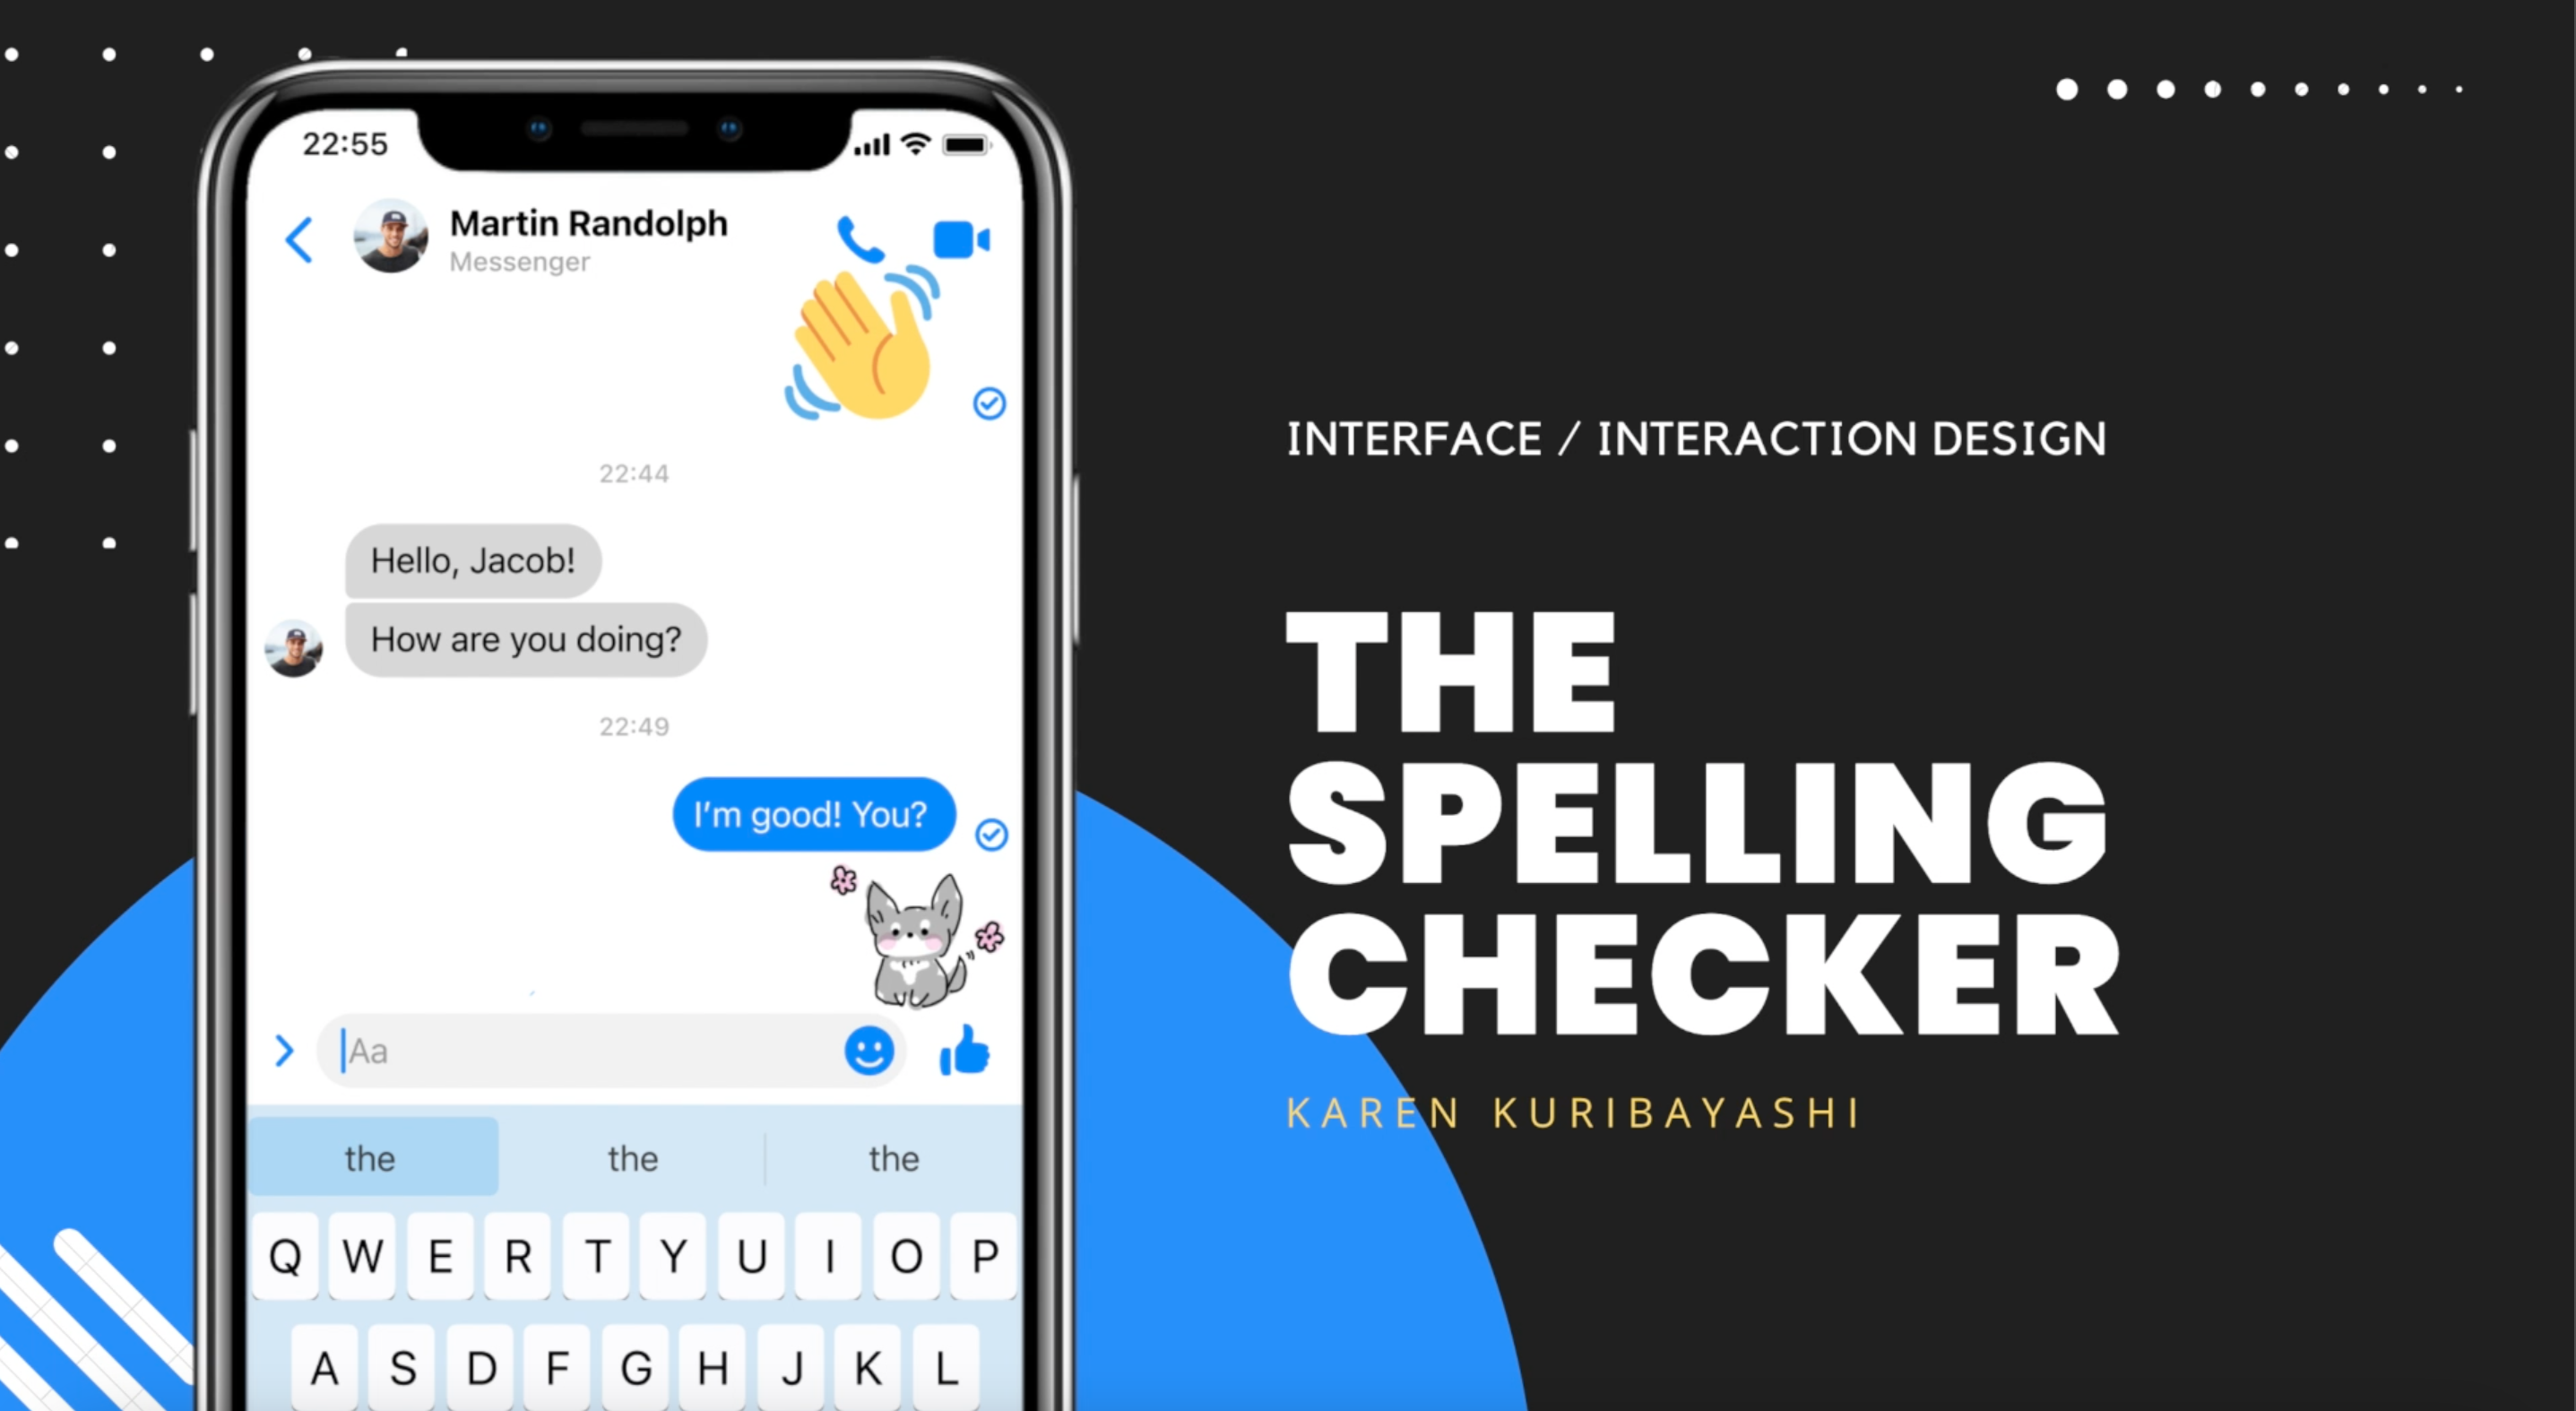 22:55
Martin Randolph
Messenger
22:44
Hello, Jacob!
How are you doing?
22:49
I'm good! You?
Aa
the the the
Q W E R T Y U I O P
A S D F G H J K L
INTERFACE / INTERACTION DESIGN
THE
SPELLING
CHECKER
KAREN KURIBAYASHI